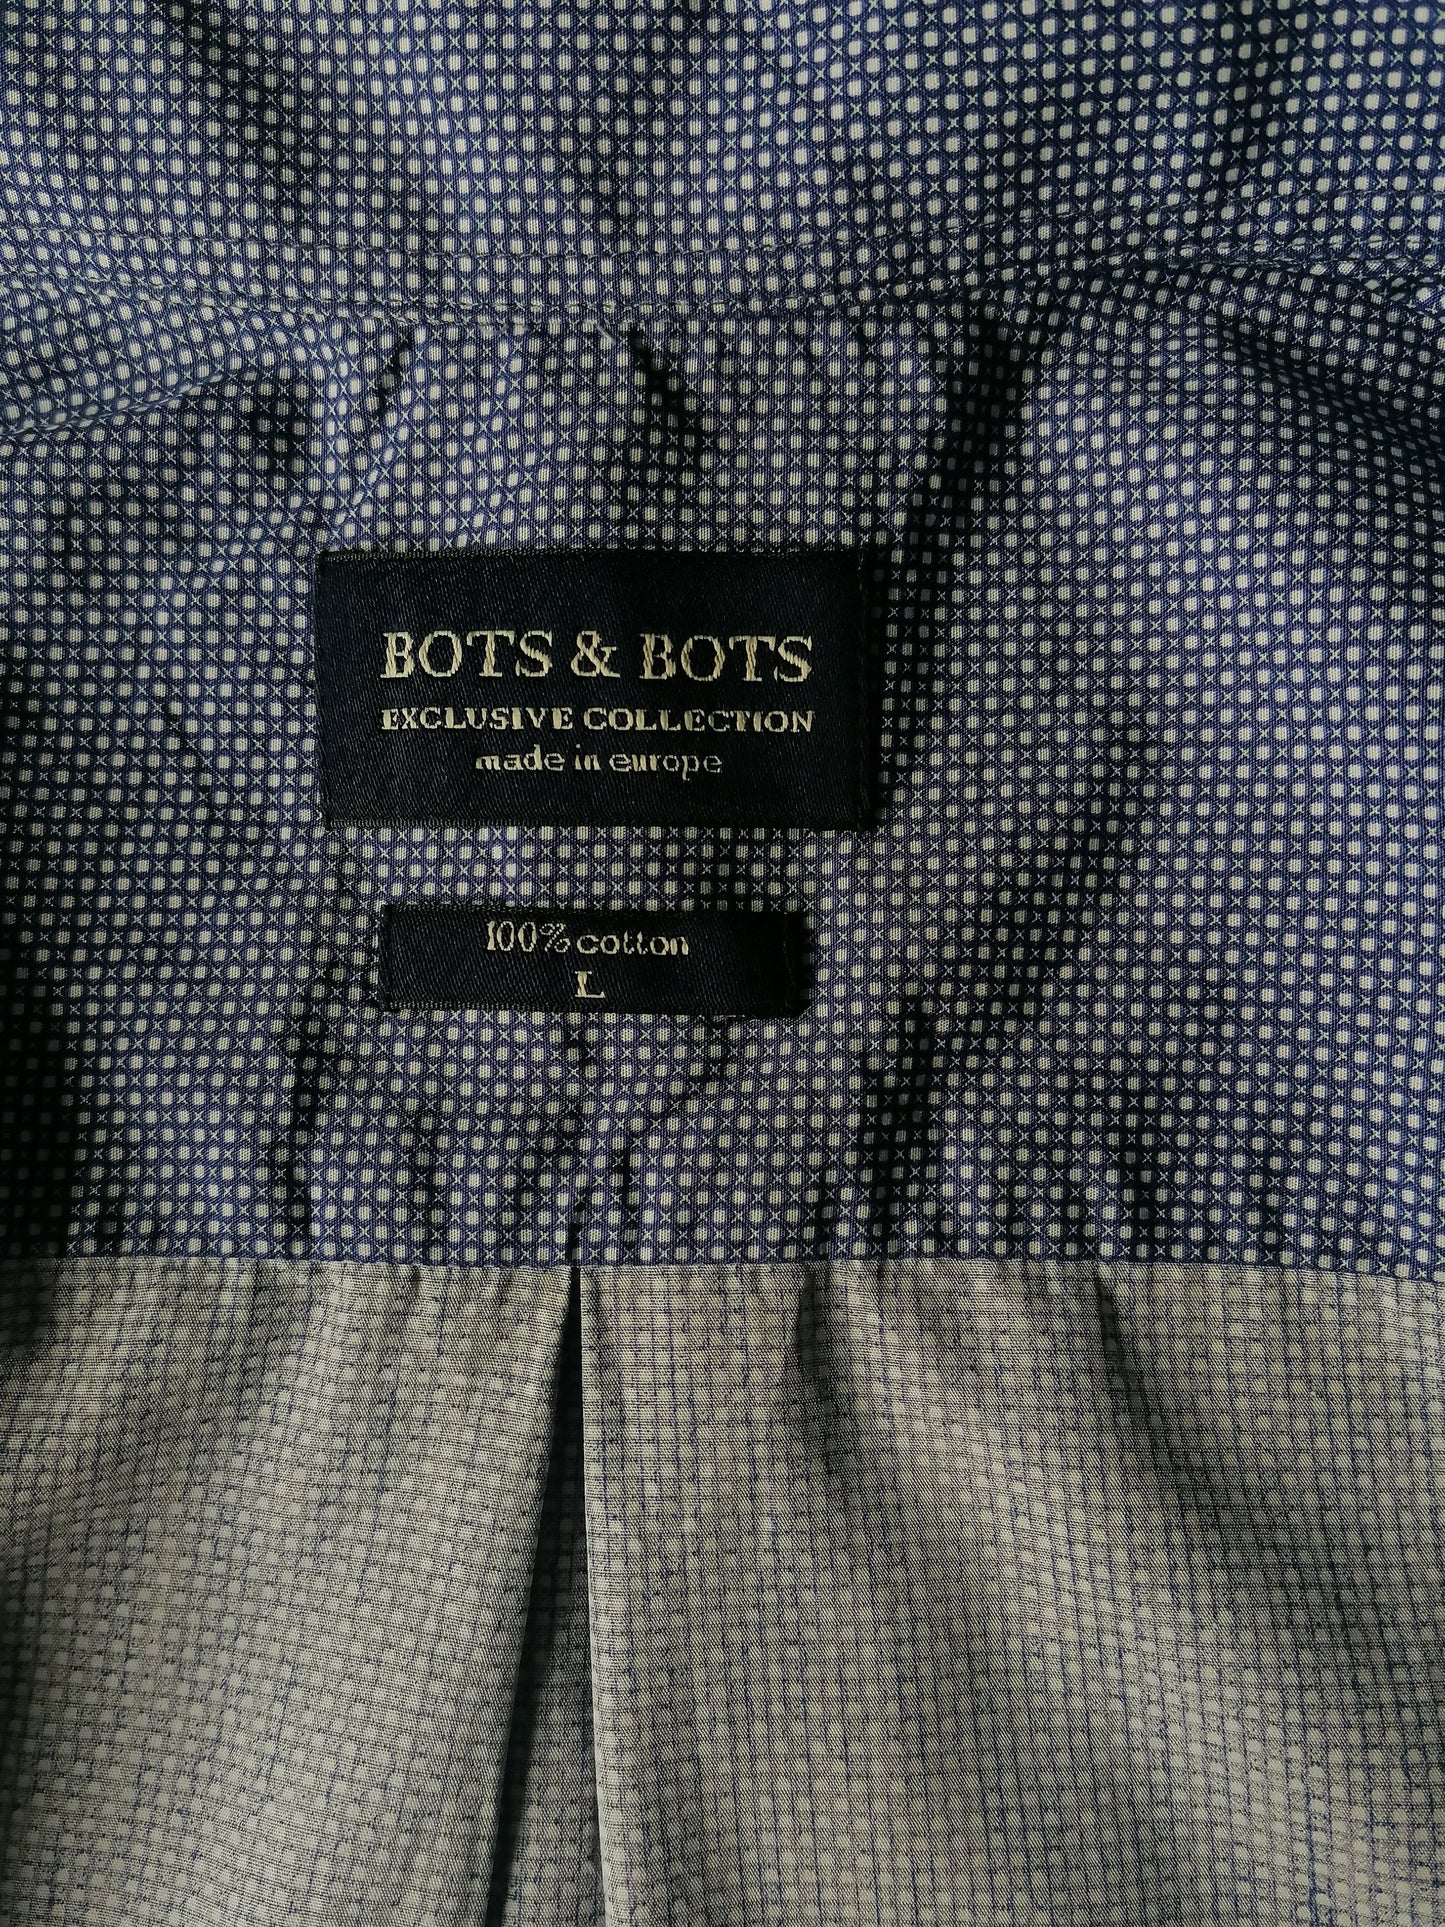 BOTS & BOTS
EXCLUSIVE COLLECTION
made in europe
100% cotton
L